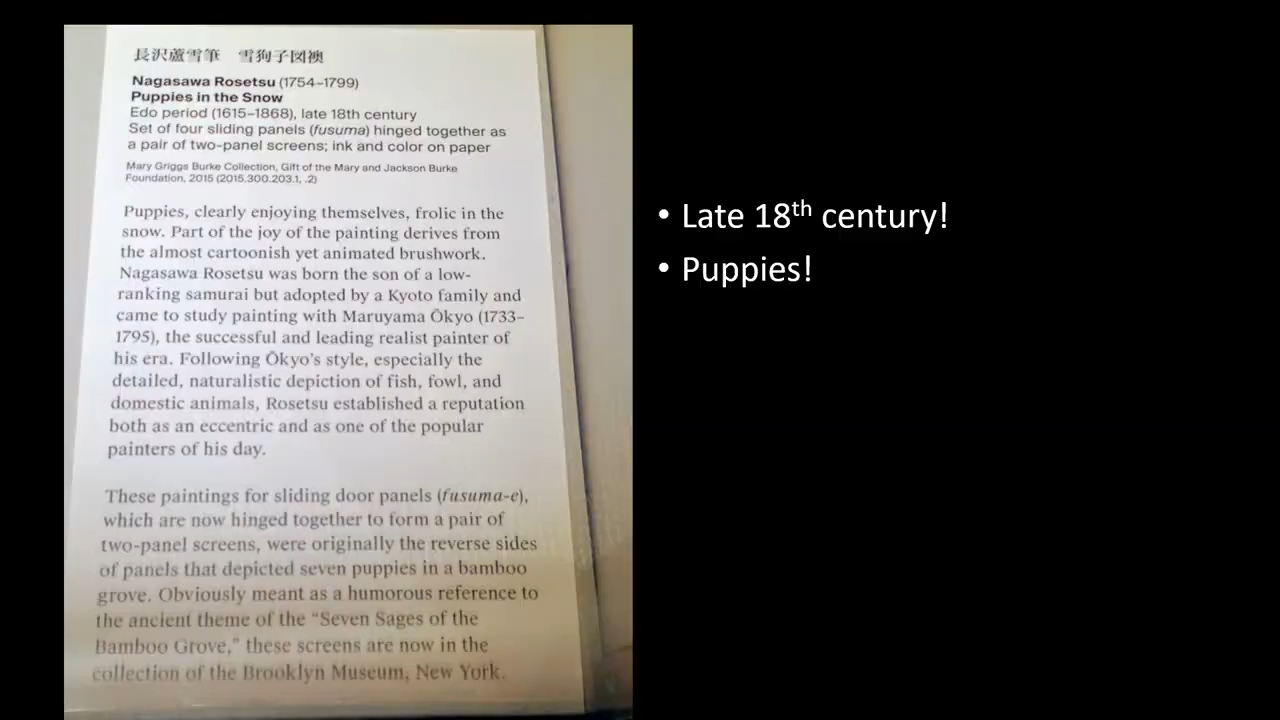 長沢蘆雪筆　雪狗子図襖
Nagasawa Rosetsu (1754–1799)
Puppies in the Snow
Edo period (1615–1868), late 18th century
Set of four sliding panels (fusuma) hinged together as
a pair of two-panel screens; ink and color on paper
Mary Griggs Burke Collection, Gift of the Mary and Jackson Burke
Foundation, 2015 (2015.300.203.1, .2)
Puppies, clearly enjoying themselves, frolic in the
snow. Part of the joy of the painting derives from
the almost cartoonish yet animated brushwork.
Nagasawa Rosetsu was born the son of a low-
ranking samurai but adopted by a Kyoto family and
came to study painting with Maruyama Ōkyo (1733–
1795), the successful and leading realist painter of
his era. Following Ōkyo's style, especially the
detailed, naturalistic depiction of fish, fowl, and
domestic animals, Rosetsu established a reputation
both as an eccentric and as one of the popular
painters of his day.
These paintings for sliding door panels (fusuma-e),
which are now hinged together to form a pair of
two-panel screens, were originally the reverse sides
of panels that depicted seven puppies in a bamboo
grove. Obviously meant as a humorous reference to
the ancient theme of the "Seven Sages of the
Bamboo Grove," these screens are now in the
collection of the Brooklyn Museum, New York.
• Late 18th century!
• Puppies!